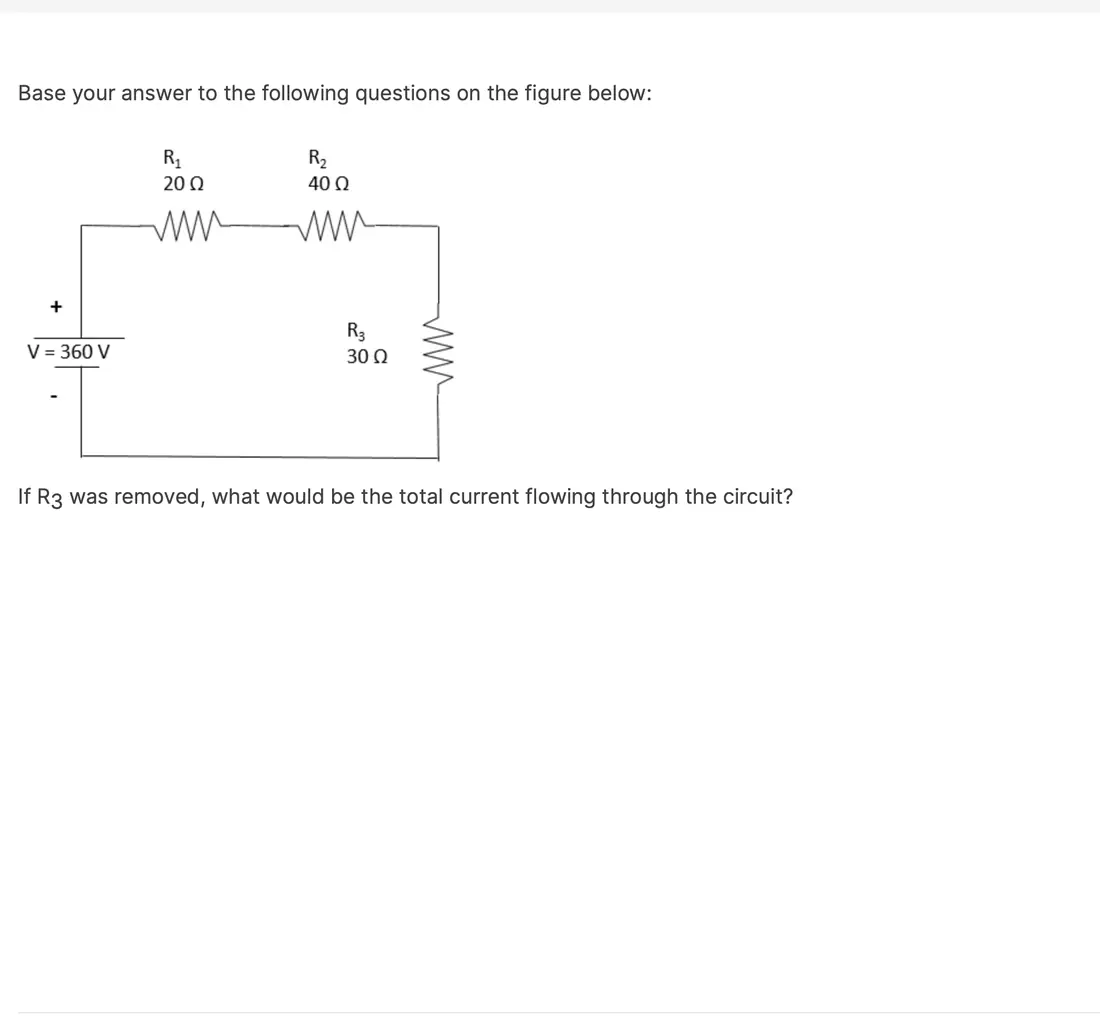 Base your answer to the following questions on the figure below:
R₁
20 Ω
R₂
40 Ω
+
V = 360 V
-
R₃
30 Ω
If R3 was removed, what would be the total current flowing through the circuit?